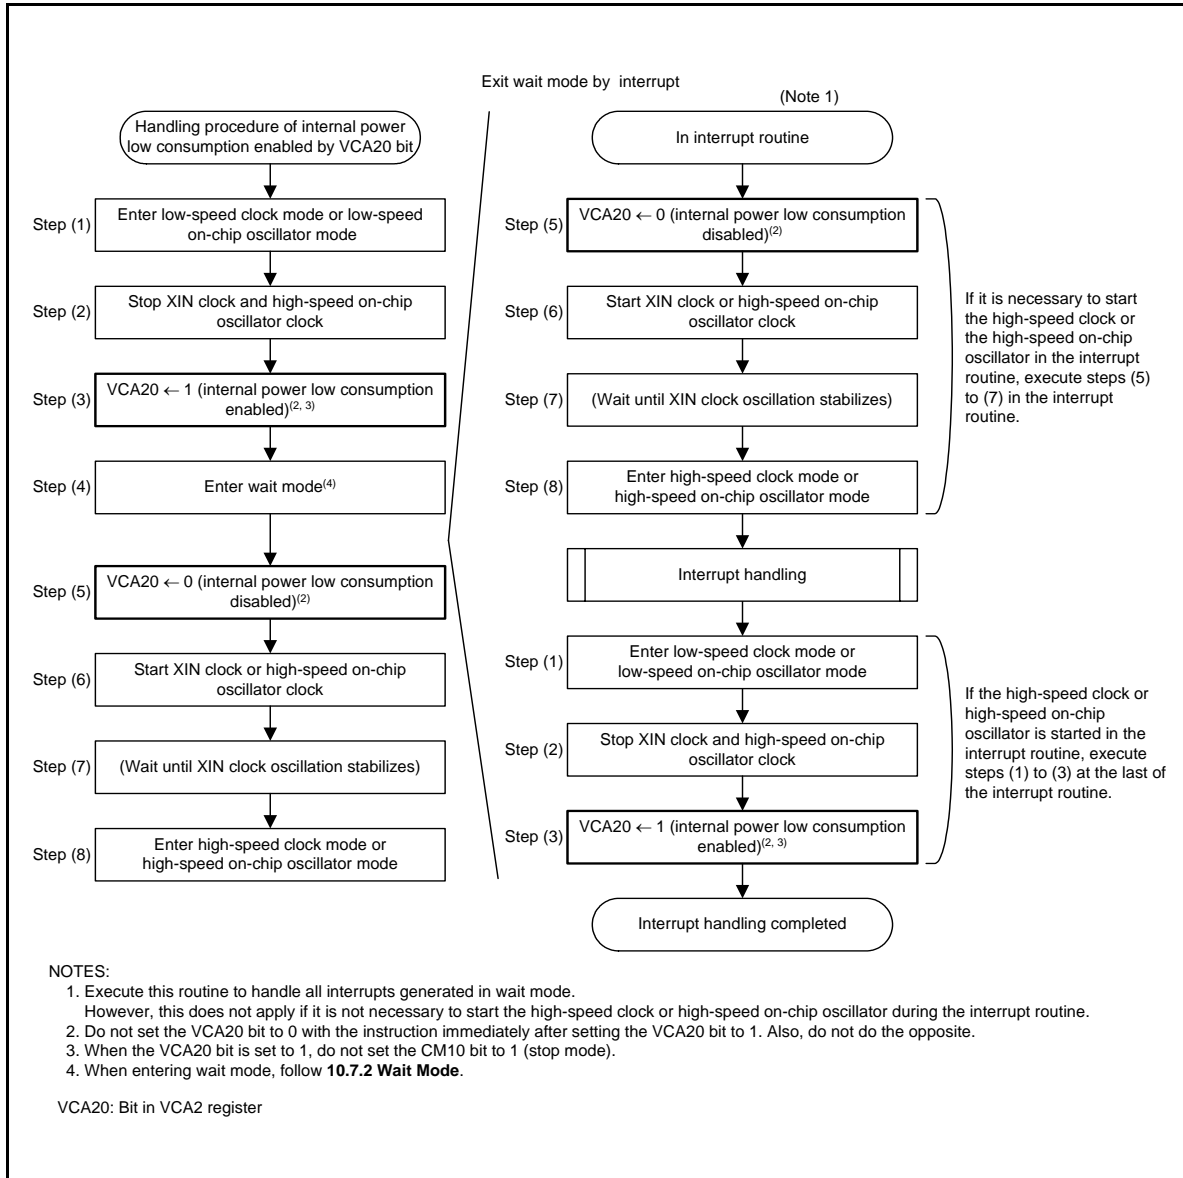 Exit wait mode by interrupt
(Note 1)
Handling procedure of internal power
low consumption enabled by VCA20 bit
Step (1)
Enter low-speed clock mode or low-speed
on-chip oscillator mode
Step (2)
Stop XIN clock and high-speed on-chip
oscillator clock
Step (3)
VCA20 ← 1 (internal power low consumption
enabled)(2, 3)
Step (4)
Enter wait mode(4)
Step (5)
VCA20 ← 0 (internal power low consumption
disabled)(2)
Step (6)
Start XIN clock or high-speed on-chip
oscillator clock
Step (7)
(Wait until XIN clock oscillation stabilizes)
Step (8)
Enter high-speed clock mode or
high-speed on-chip oscillator mode
In interrupt routine
Step (5)
VCA20 ← 0 (internal power low consumption
disabled)(2)
Step (6)
Start XIN clock or high-speed on-chip
oscillator clock
Step (7)
(Wait until XIN clock oscillation stabilizes)
Step (8)
Enter high-speed clock mode or
high-speed on-chip oscillator mode
If it is necessary to start
the high-speed clock or
the high-speed on-chip
oscillator in the interrupt
routine, execute steps (5)
to (7) in the interrupt
routine.
Interrupt handling
Step (1)
Enter low-speed clock mode or
low-speed on-chip oscillator mode
Step (2)
Stop XIN clock and high-speed on-chip
oscillator clock
Step (3)
VCA20 ← 1 (internal power low consumption
enabled)(2, 3)
If the high-speed clock or
high-speed on-chip
oscillator is started in the
interrupt routine, execute
steps (1) to (3) at the last of
the interrupt routine.
Interrupt handling completed
NOTES:
1. Execute this routine to handle all interrupts generated in wait mode.
However, this does not apply if it is not necessary to start the high-speed clock or high-speed on-chip oscillator during the interrupt routine.
2. Do not set the VCA20 bit to 0 with the instruction immediately after setting the VCA20 bit to 1. Also, do not do the opposite.
3. When the VCA20 bit is set to 1, do not set the CM10 bit to 1 (stop mode).
4. When entering wait mode, follow 10.7.2 Wait Mode.
VCA20: Bit in VCA2 register